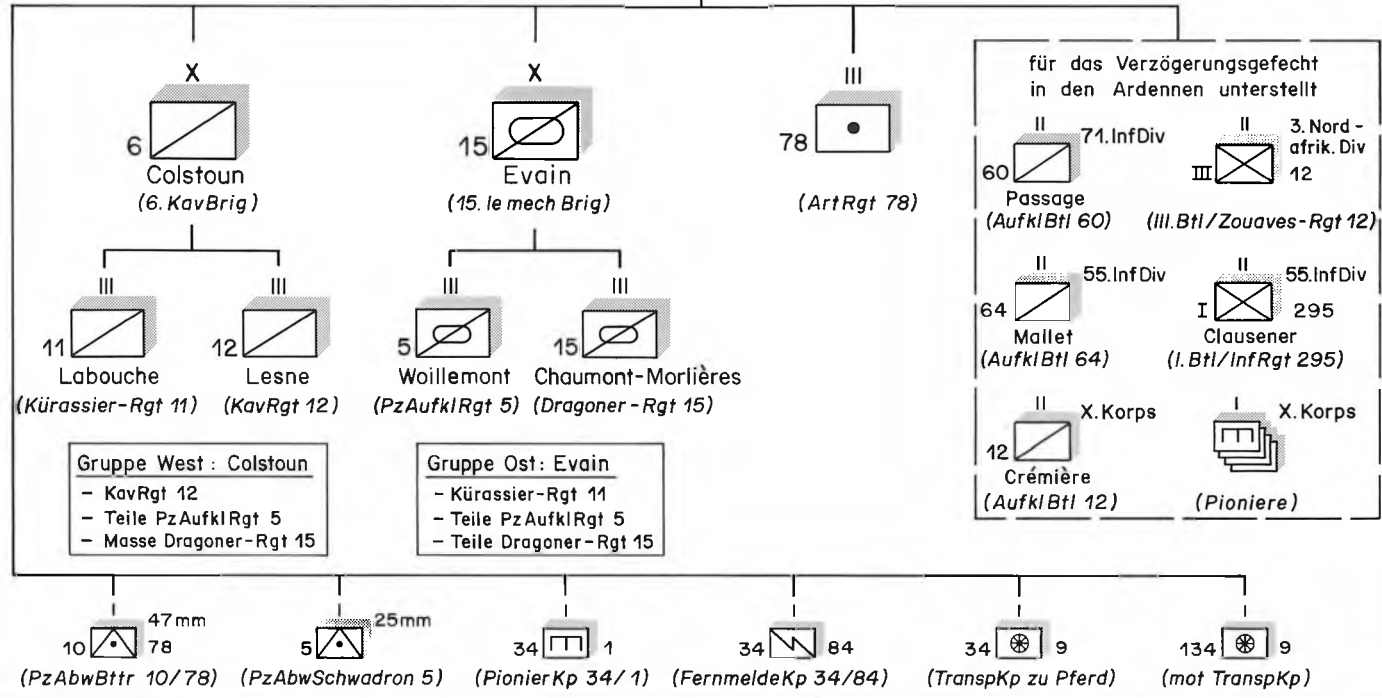 X
6
Colstoun
(6. KavBrig)
X
15
Evain
(15. le mech Brig)
III
78
(ArtRgt 78)
für das Verzögerungsgefecht
in den Ardennen unterstellt
II
71. InfDiv
60
Passage
(AufklBtl 60)
II
3. Nord-
afrik. Div
III
12
(III. Btl/Zouaves-Rgt 12)
II
55. InfDiv
64
Mallet
(AufklBtl 64)
II
55. InfDiv
I
295
Clausener
(I. Btl/InfRgt 295)
II
X. Korps
12
Crémière
(AufklBtl 12)
I
X. Korps
(Pioniere)
III
11
Labouche
(Kürassier-Rgt 11)
III
12
Lesne
(KavRgt 12)
III
5
Woillemont
(PzAufklRgt 5)
III
15
Chaumont-Morlières
(Dragoner-Rgt 15)
Gruppe West: Colstoun
- KavRgt 12
- Teile PzAufklRgt 5
- Masse Dragoner-Rgt 15
Gruppe Ost: Evain
- Kürassier-Rgt 11
- Teile PzAufklRgt 5
- Teile Dragoner-Rgt 15
47mm
10 78
(PzAbwBttr 10/78)
25mm
5
(PzAbwSchwadron 5)
34 1
(PionierKp 34/1)
34 84
(FernmeldeKp 34/84)
34 9
(TranspKp zu Pferd)
134 9
(mot TranspKp)